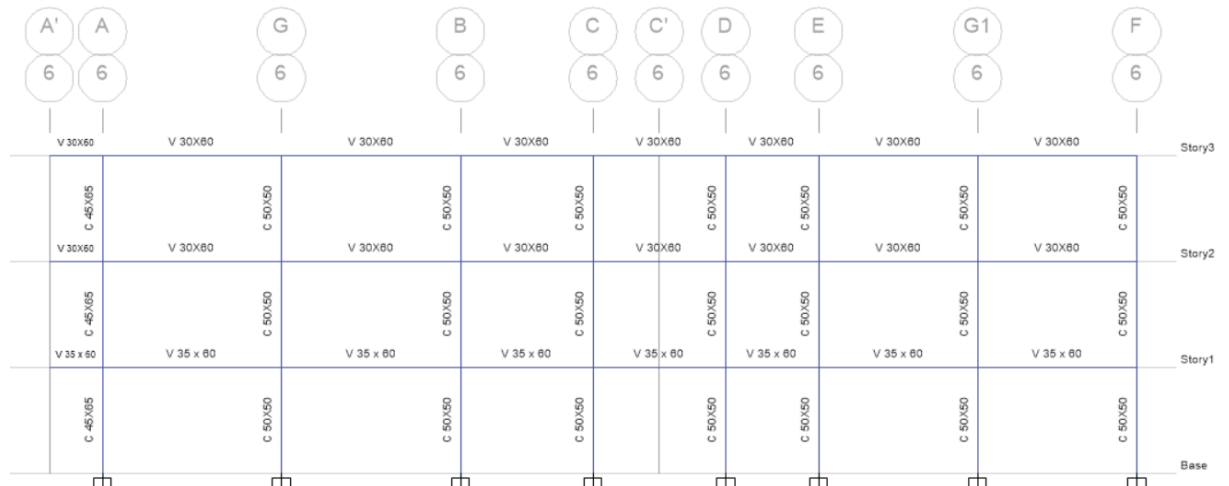 A' A G B C C' D E G1 F
6 6 6 6 6 6 6 6 6 6
V 30X60 V 30X60 V 30X60 V 30X60 V 30X60 V 30X60 V 30X60 V 30X60
Story3
C 45X65 C 50X50 C 50X50 C 50X50 C 50X50 C 50X50 C 50X50 C 50X50
V 30X60 V 30X60 V 30X60 V 30X60 V 30X60 V 30X60 V 30X60 V 30X60
Story2
C 45X65 C 50X50 C 50X50 C 50X50 C 50X50 C 50X50 C 50X50 C 50X50
V 35 x 60 V 35 x 60 V 35 x 60 V 35 x 60 V 35 x 60 V 35 x 60 V 35 x 60 V 35 x 60
Story1
C 45X65 C 50X50 C 50X50 C 50X50 C 50X50 C 50X50 C 50X50 C 50X50
Base